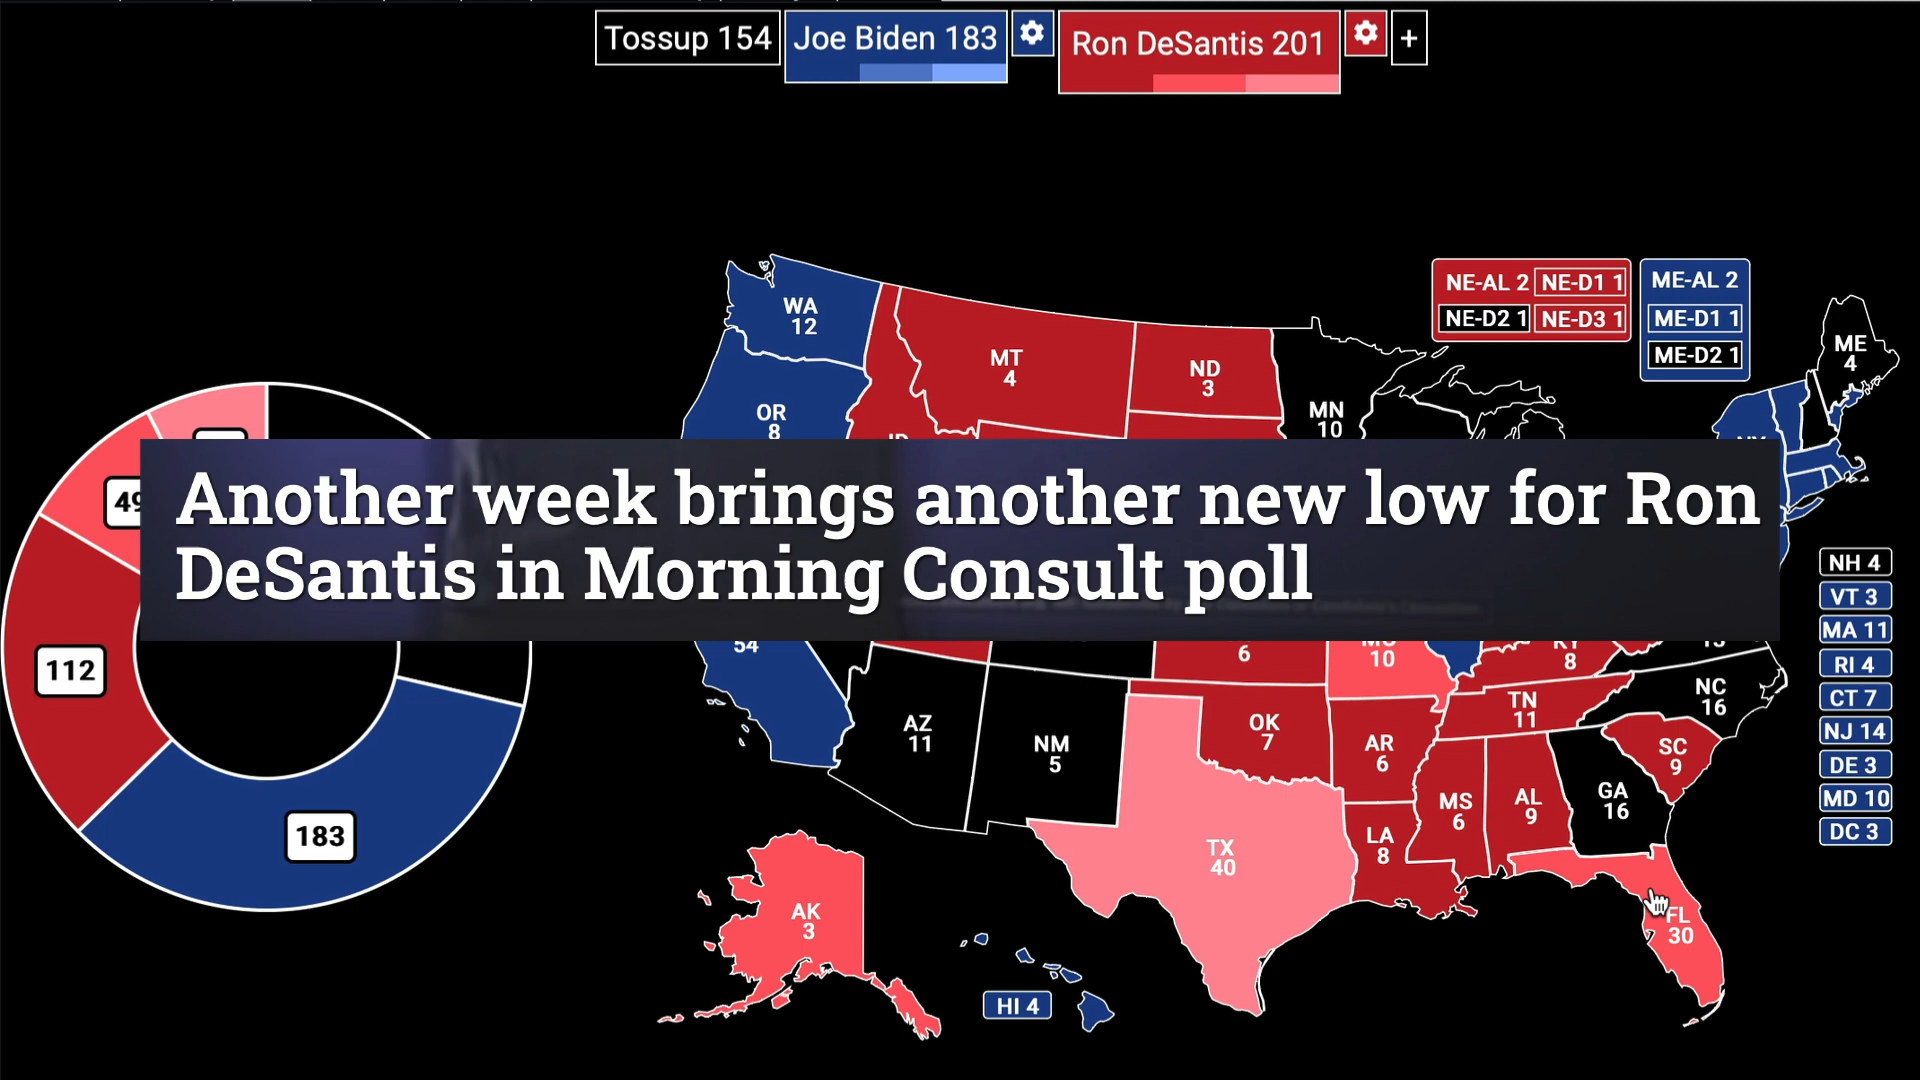 Tossup 154
Joe Biden 183
Ron DeSantis 201
+
NE-AL 2
NE-D1 1
NE-D2 1
NE-D3 1
ME-AL 2
ME-D1 1
ME-D2 1
WA
12
MT
4
ND
3
ME
4
OR
8
MN
10
Another week brings another new low for Ron
DeSantis in Morning Consult poll
112
183
54
6
10
KY
8
NH 4
VT 3
MA 11
RI 4
CT 7
NJ 14
DE 3
MD 10
DC 3
AZ
11
NM
5
OK
7
AR
6
TN
11
NC
16
SC
9
MS
6
AL
9
GA
16
LA
8
TX
40
AK
3
HI 4
FL
30